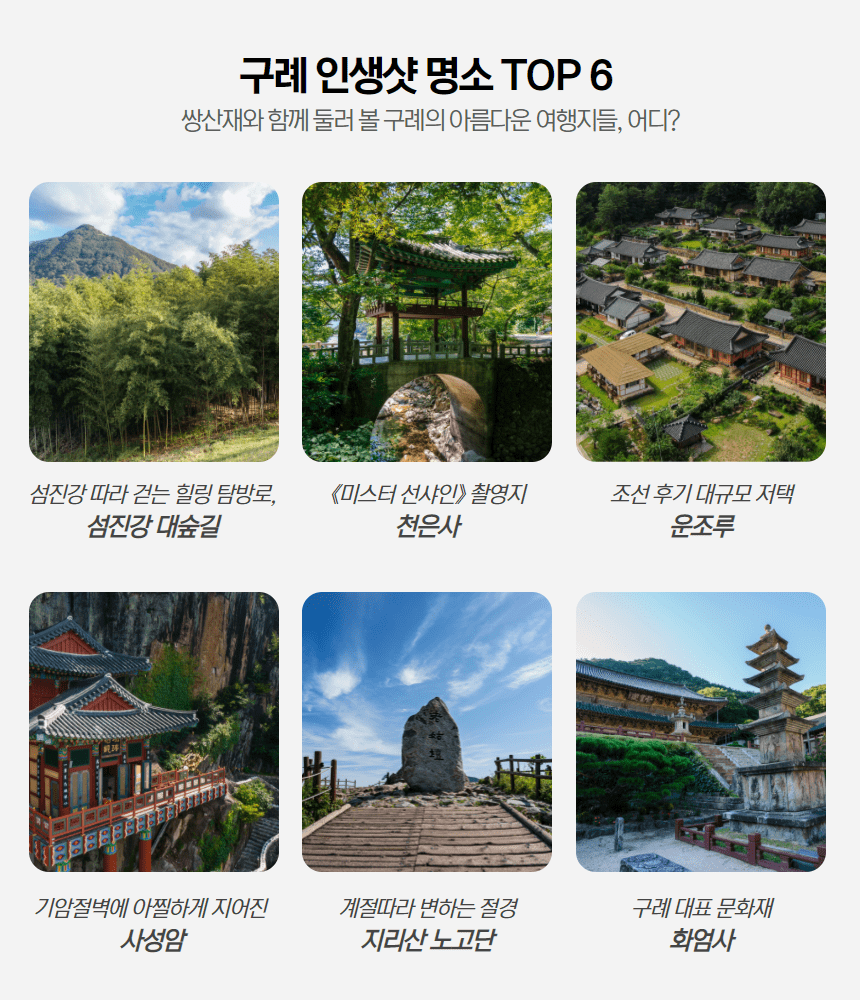 구례 인생샷 명소 TOP 6
쌍산재와 함께 둘러 볼 구례의 아름다운 여행지들, 어디?
섬진강 따라 걷는 힐링 탐방로,
섬진강 대숲길
《미스터 션샤인》 촬영지
천은사
조선 후기 대규모 저택
운조루
기암절벽에 아찔하게 지어진
사성암
老姑壇
계절따라 변하는 절경
지리산 노고단
구례 대표 문화재
화엄사